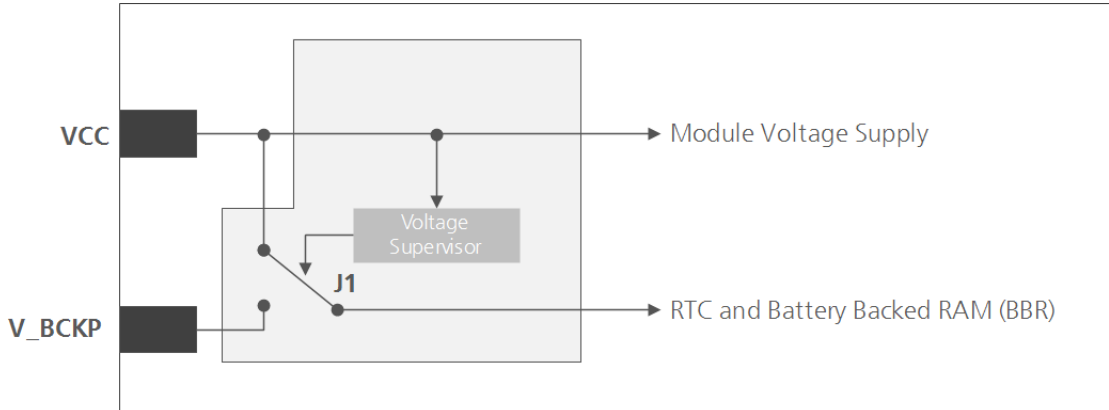 VCC
Module Voltage Supply
Voltage
Supervisor
J1
V_BCKP
RTC and Battery Backed RAM (BBR)